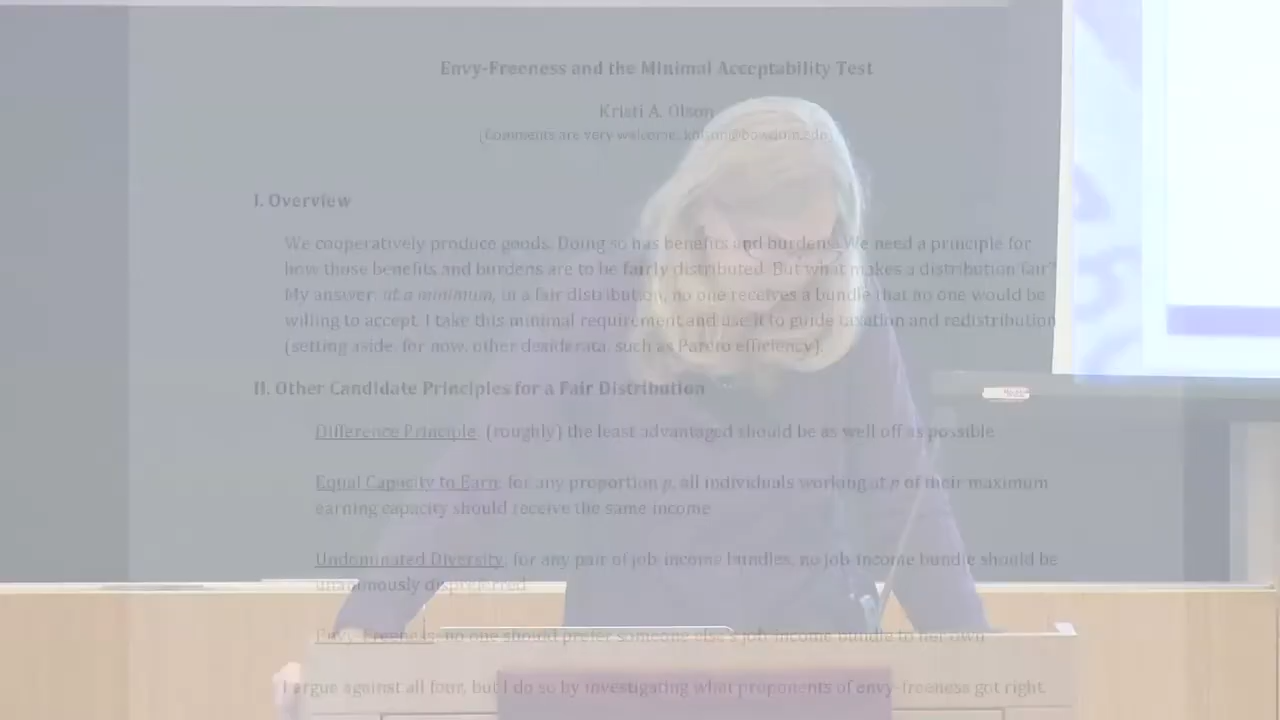 Envy-Freeness and the Minimal Acceptability Test
Kristi A. Olson
(Comments are very welcome:
I. Overview
We cooperatively produce goods. Doing so has benefits and burdens. We need a principle for
how those benefits and burdens are to be fairly distributed. But what makes a distribution fair?
My answer: at a minimum, in a fair distribution, no one receives a bundle that no one would be
willing to accept. I take this minimal requirement and use it to guide taxation and redistribution
(setting aside, for now, other desiderata, such as Pareto efficiency).
II. Other Candidate Principles for a Fair Distribution
Difference Principle: (roughly) the least advantaged should be as well off as possible
Equal Capacity to Earn: for any proportion p, all individuals working at p of their maximum
earning capacity should receive the same income
Undominated Diversity: for any pair of job-income bundles, no job-income bundle should be
unanimously dispreferred
Envy-Freeness: no one should prefer someone else's job-income bundle to her own
I argue against all four, but I do so by investigating what proponents of envy-freeness got right.